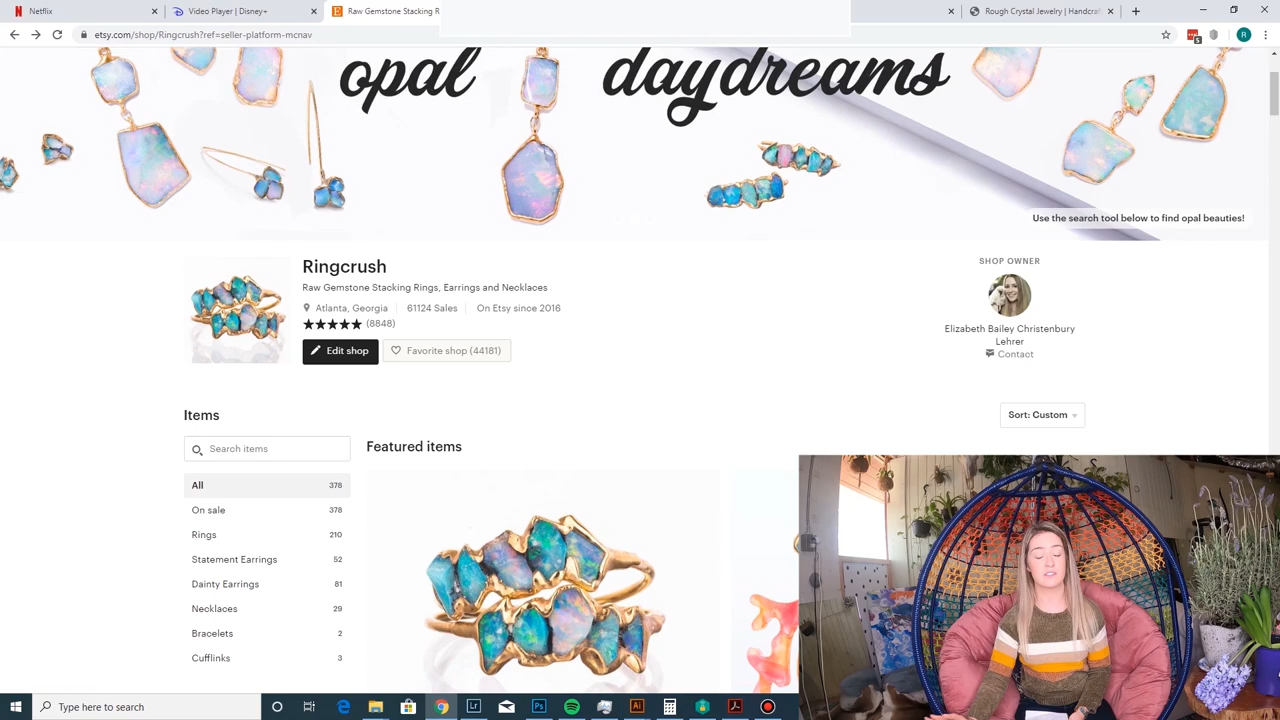 Netflix × Video Player | Disney+ × Raw Gemstone Stacking R × Rough Crystal Jewelry | Handcraf ×
etsy.com/shop/Ringcrush?ref=seller-platform-mcnav
5 R
opal daydreams
Use the search tool below to find opal beauties!
Ringcrush
Raw Gemstone Stacking Rings, Earrings and Necklaces
Atlanta, Georgia 61124 Sales On Etsy since 2016
(8848)
Edit shop Favorite shop (44181)
SHOP OWNER
Elizabeth Bailey Christenbury
Lehrer
Contact
Items
Sort: Custom
Search items
Featured items
All 378
On sale 378
Rings 210
Statement Earrings 52
Dainty Earrings 81
Necklaces 29
Bracelets 2
Cufflinks 3
Type here to search
Lr Ps Ai